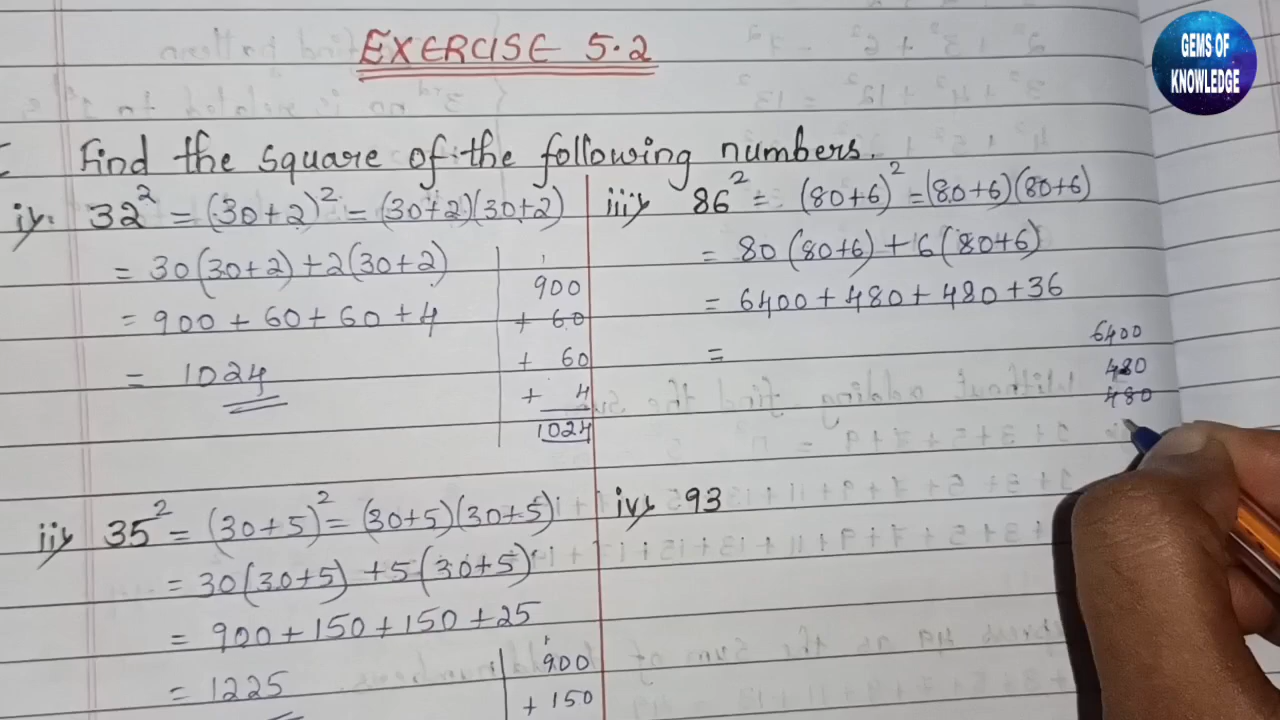 EXERCISE 5.2
GEMS OF
KNOWLEDGE
Find the square of the following numbers.
i). 32² = (30+2)² = (30+2)(30+2)
= 30(30+2) + 2(30+2)
= 900 + 60 + 60 + 4
= 1024
1
900
+ 60
+ 60
+ 4
1024
ii) 35² = (30+5)² = (30+5)(30+5)
= 30(30+5) + 5(30+5)
= 900 + 150 + 150 + 25
= 1225
1
900
+ 150
iii) 86² = (80+6)² = (80+6)(80+6)
= 80(80+6) + 6(80+6)
= 6400 + 480 + 480 + 36
=
6400
480
480
iv) 93